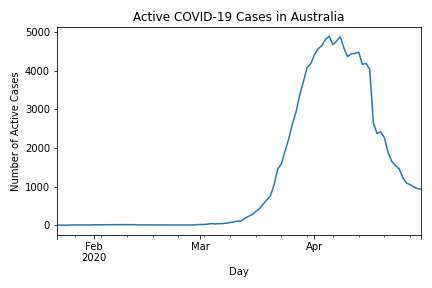 Active COVID-19 Cases in Australia
5000
4000
3000
2000
1000
0
Number of Active Cases
Feb
2020
Mar
Apr
Day